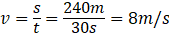 v = s/t = 240m/30s = 8m/s